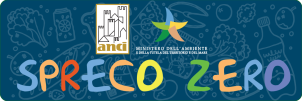 anci
MINISTERO DELL'AMBIENTE
E DELLA TUTELA DEL TERRITORIO E DEL MARE
SPRECO ZERO